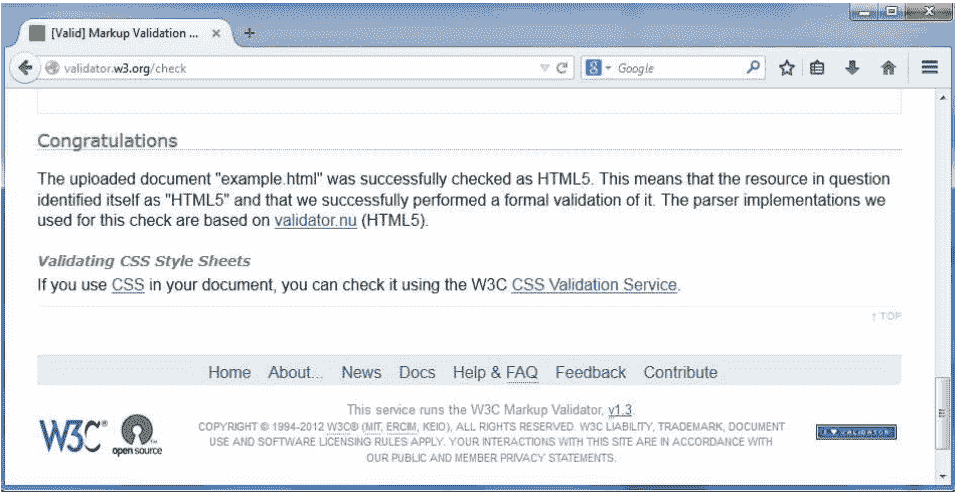 [Valid] Markup Validation ...
validator.w3.org/check
Google
Congratulations
The uploaded document "example.html" was successfully checked as HTML5. This means that the resource in question
identified itself as "HTML5" and that we successfully performed a formal validation of it. The parser implementations we
used for this check are based on validator.nu (HTML5).
Validating CSS Style Sheets
If you use CSS in your document, you can check it using the W3C CSS Validation Service.
↑ TOP
Home About... News Docs Help & FAQ Feedback Contribute
This service runs the W3C Markup Validator, v1.3.
COPYRIGHT © 1994-2012 W3C® (MIT, ERCIM, KEIO), ALL RIGHTS RESERVED. W3C LIABILITY, TRADEMARK, DOCUMENT
USE AND SOFTWARE LICENSING RULES APPLY. YOUR INTERACTIONS WITH THIS SITE ARE IN ACCORDANCE WITH
OUR PUBLIC AND MEMBER PRIVACY STATEMENTS.
W3C®
open source
I ♥ VALIDATOR